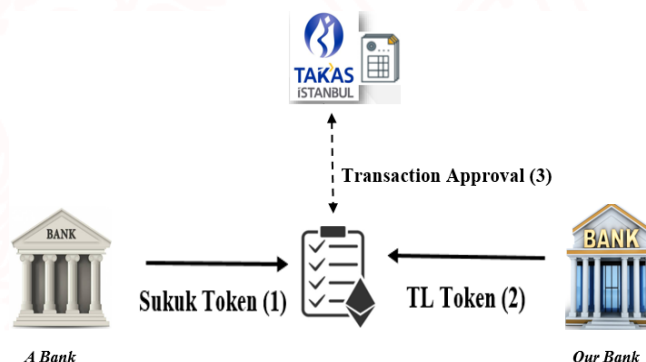 TAKAS
İSTANBUL
Transaction Approval (3)
BANK
BANK
Sukuk Token (1)
TL Token (2)
A Bank
Our Bank